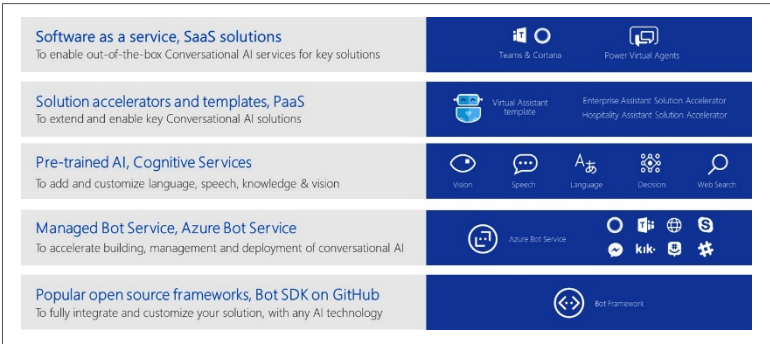 Software as a service, SaaS solutions
To enable out-of-the-box Conversational AI services for key solutions
Teams & Cortana
Power Virtual Agents
Solution accelerators and templates, PaaS
To extend and enable key Conversational AI solutions
Virtual Assistant
template
Enterprise Assistant Solution Accelerator
Hospitality Assistant Solution Accelerator
Pre-trained AI, Cognitive Services
To add and customize language, speech, knowledge & vision
Vision
Speech
Language
Decision
Web Search
Managed Bot Service, Azure Bot Service
To accelerate building, management and deployment of conversational AI
Azure Bot Service
kik·
Popular open source frameworks, Bot SDK on GitHub
To fully integrate and customize your solution, with any AI technology
Bot Framework